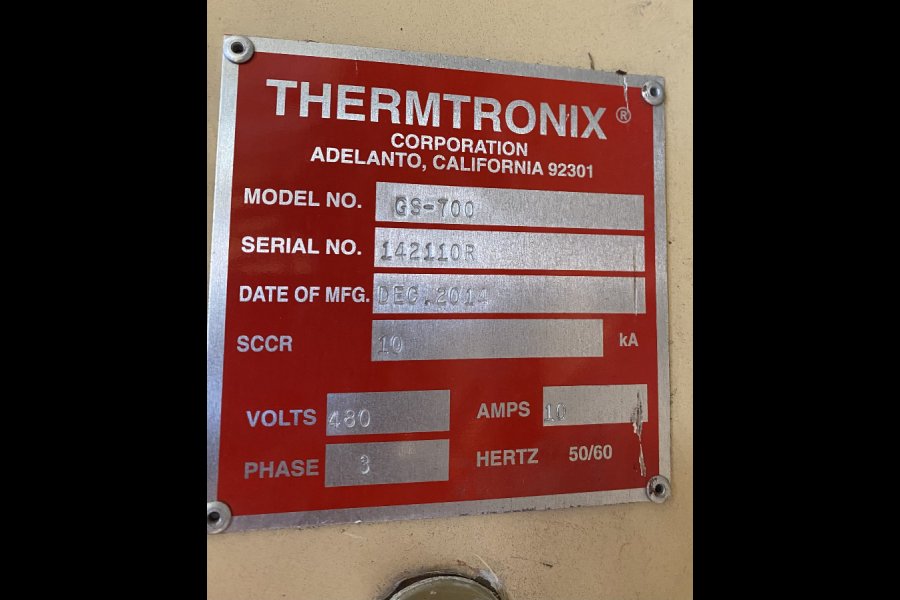 THERMTRONIX ®
CORPORATION
ADELANTO, CALIFORNIA 92301
MODEL NO. GS-700
SERIAL NO. 142110R
DATE OF MFG. DEC.2014
SCCR 10 kA
VOLTS 480 AMPS 10
PHASE 3 HERTZ 50/60